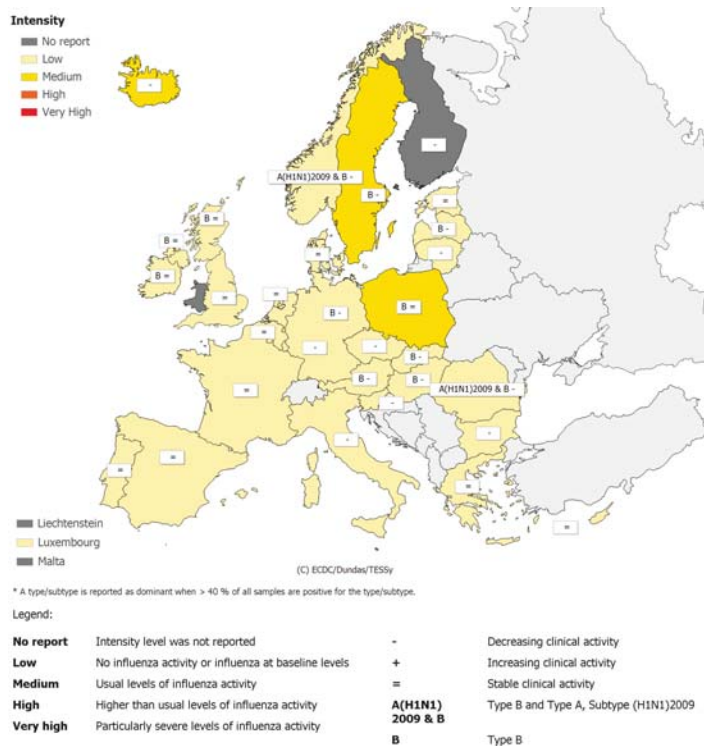 Intensity
No report
Low
Medium
High
Very High
-
A(H1N1)2009 & B -
-
B -
=
B =
B -
B =
-
=
B =
=
=
B =
B -
=
-
-
B -
B -
B -
A(H1N1)2009 & B -
=
-
-
-
=
=
=
=
Liechtenstein
Luxembourg
Malta
(C) ECDC/Dundas/TESSy
* A type/subtype is reported as dominant when > 40 % of all samples are positive for the type/subtype.
Legend:
No report Intensity level was not reported - Decreasing clinical activity
Low No influenza activity or influenza at baseline levels + Increasing clinical activity
Medium Usual levels of influenza activity = Stable clinical activity
High Higher than usual levels of influenza activity A(H1N1) 2009 & B Type B and Type A, Subtype (H1N1)2009
Very high Particularly severe levels of influenza activity B Type B